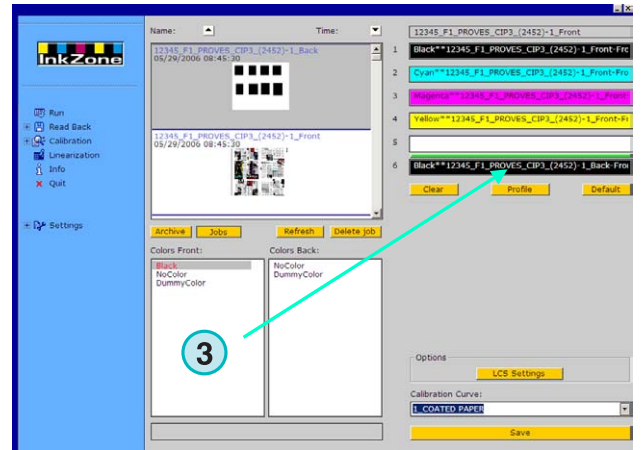 InkZone
Run
Read Back
Calibration
Linearization
Info
Quit
Settings
Name:
Time:
12345_F1_PROVES_CIP3_(2452)-1_Back
05/29/2006 08:45:30
12345_F1_PROVES_CIP3_(2452)-1_Front
05/29/2006 08:45:30
Archive
Jobs
Refresh
Delete job
Colors Front:
Black
NoColor
DummyColor
Colors Back:
NoColor
DummyColor
3
12345_F1_PROVES_CIP3_(2452)-1_Front
1
Black**12345_F1_PROVES_CIP3_(2452)-1_Front-Fro
2
Cyan**12345_F1_PROVES_CIP3_(2452)-1_Front-Fro
3
Magenta**12345_F1_PROVES_CIP3_(2452)-1_Front-
4
Yellow**12345_F1_PROVES_CIP3_(2452)-1_Front-Fr
5
6
Black**12345_F1_PROVES_CIP3_(2452)-1_Back-Fron
Clear
Profile
Default
Options
LCS Settings
Calibration Curve:
1_COATED PAPER
Save